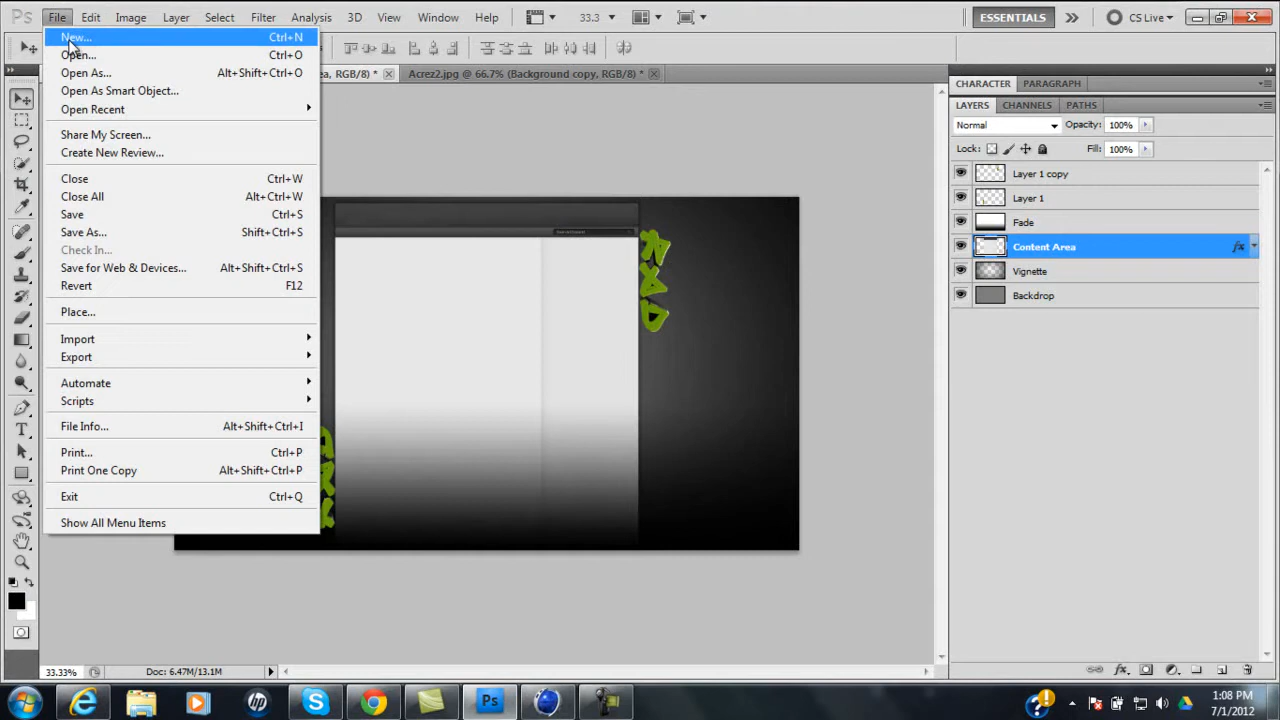 Ps File Edit Image Layer Select Filter Analysis 3D View Window Help 33.3 ESSENTIALS CS Live
New... Ctrl+N
Open... Ctrl+O
Open As... Alt+Shift+Ctrl+O
Open As Smart Object...
Open Recent
Share My Screen...
Create New Review...
Close Ctrl+W
Close All Alt+Ctrl+W
Save Ctrl+S
Save As... Shift+Ctrl+S
Check In...
Save for Web & Devices... Alt+Shift+Ctrl+S
Revert F12
Place...
Import
Export
Automate
Scripts
File Info... Alt+Shift+Ctrl+I
Print... Ctrl+P
Print One Copy Alt+Shift+Ctrl+P
Exit Ctrl+Q
Show All Menu Items
ea, RGB/8) * Acrez2.jpg @ 66.7% (Background copy, RGB/8) *
CHARACTER PARAGRAPH
LAYERS CHANNELS PATHS
Normal Opacity: 100%
Lock: Fill: 100%
Layer 1 copy
Layer 1
Fade
Content Area fx
Vignette
Backdrop
33.33% Doc: 6.47M/13.1M
1:08 PM
7/1/2012